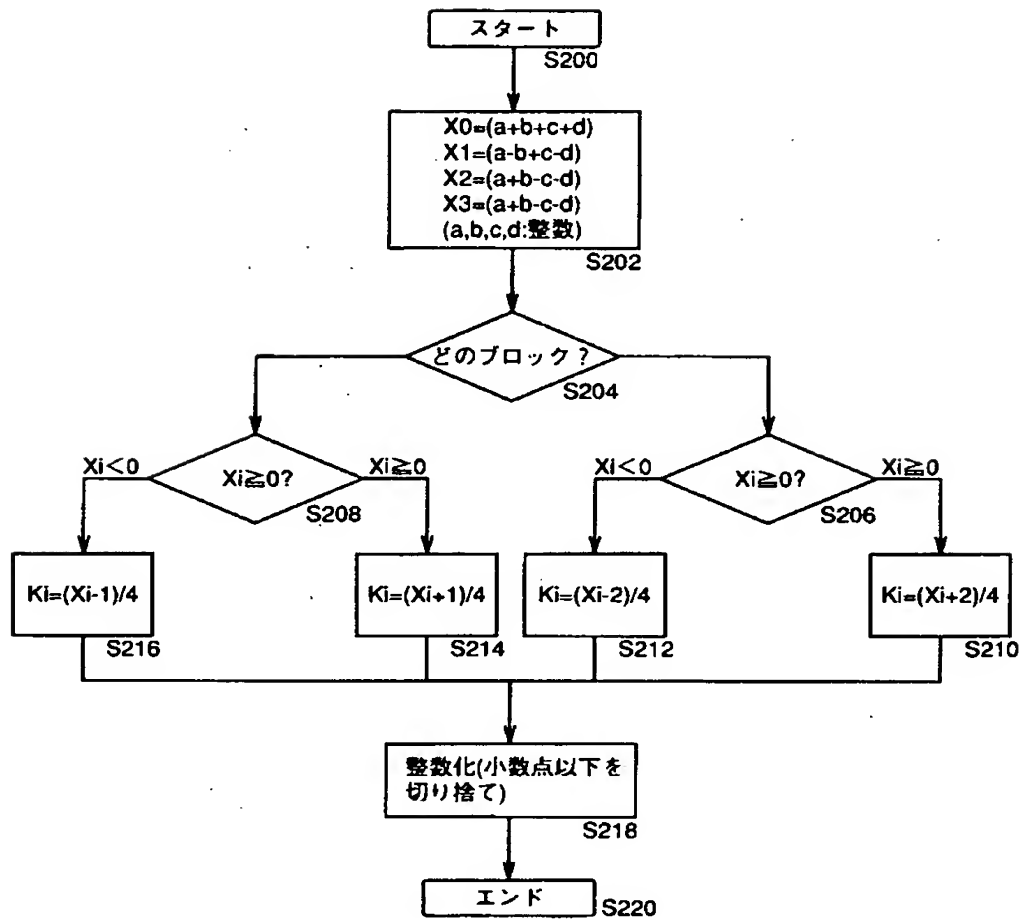 スタート
S200
X0=(a+b+c+d)
X1=(a-b+c-d)
X2=(a+b-c-d)
X3=(a+b-c-d)
(a,b,c,d:整数)
S202
どのブロック?
S204
Xi<0
Xi≧0?
Xi≧0
S208
Xi<0
Xi≧0?
Xi≧0
S206
Ki=(Xi-1)/4
S216
Ki=(Xi+1)/4
S214
Ki=(Xi-2)/4
S212
Ki=(Xi+2)/4
S210
整数化(小数点以下を
切り捨て)
S218
エンド
S220